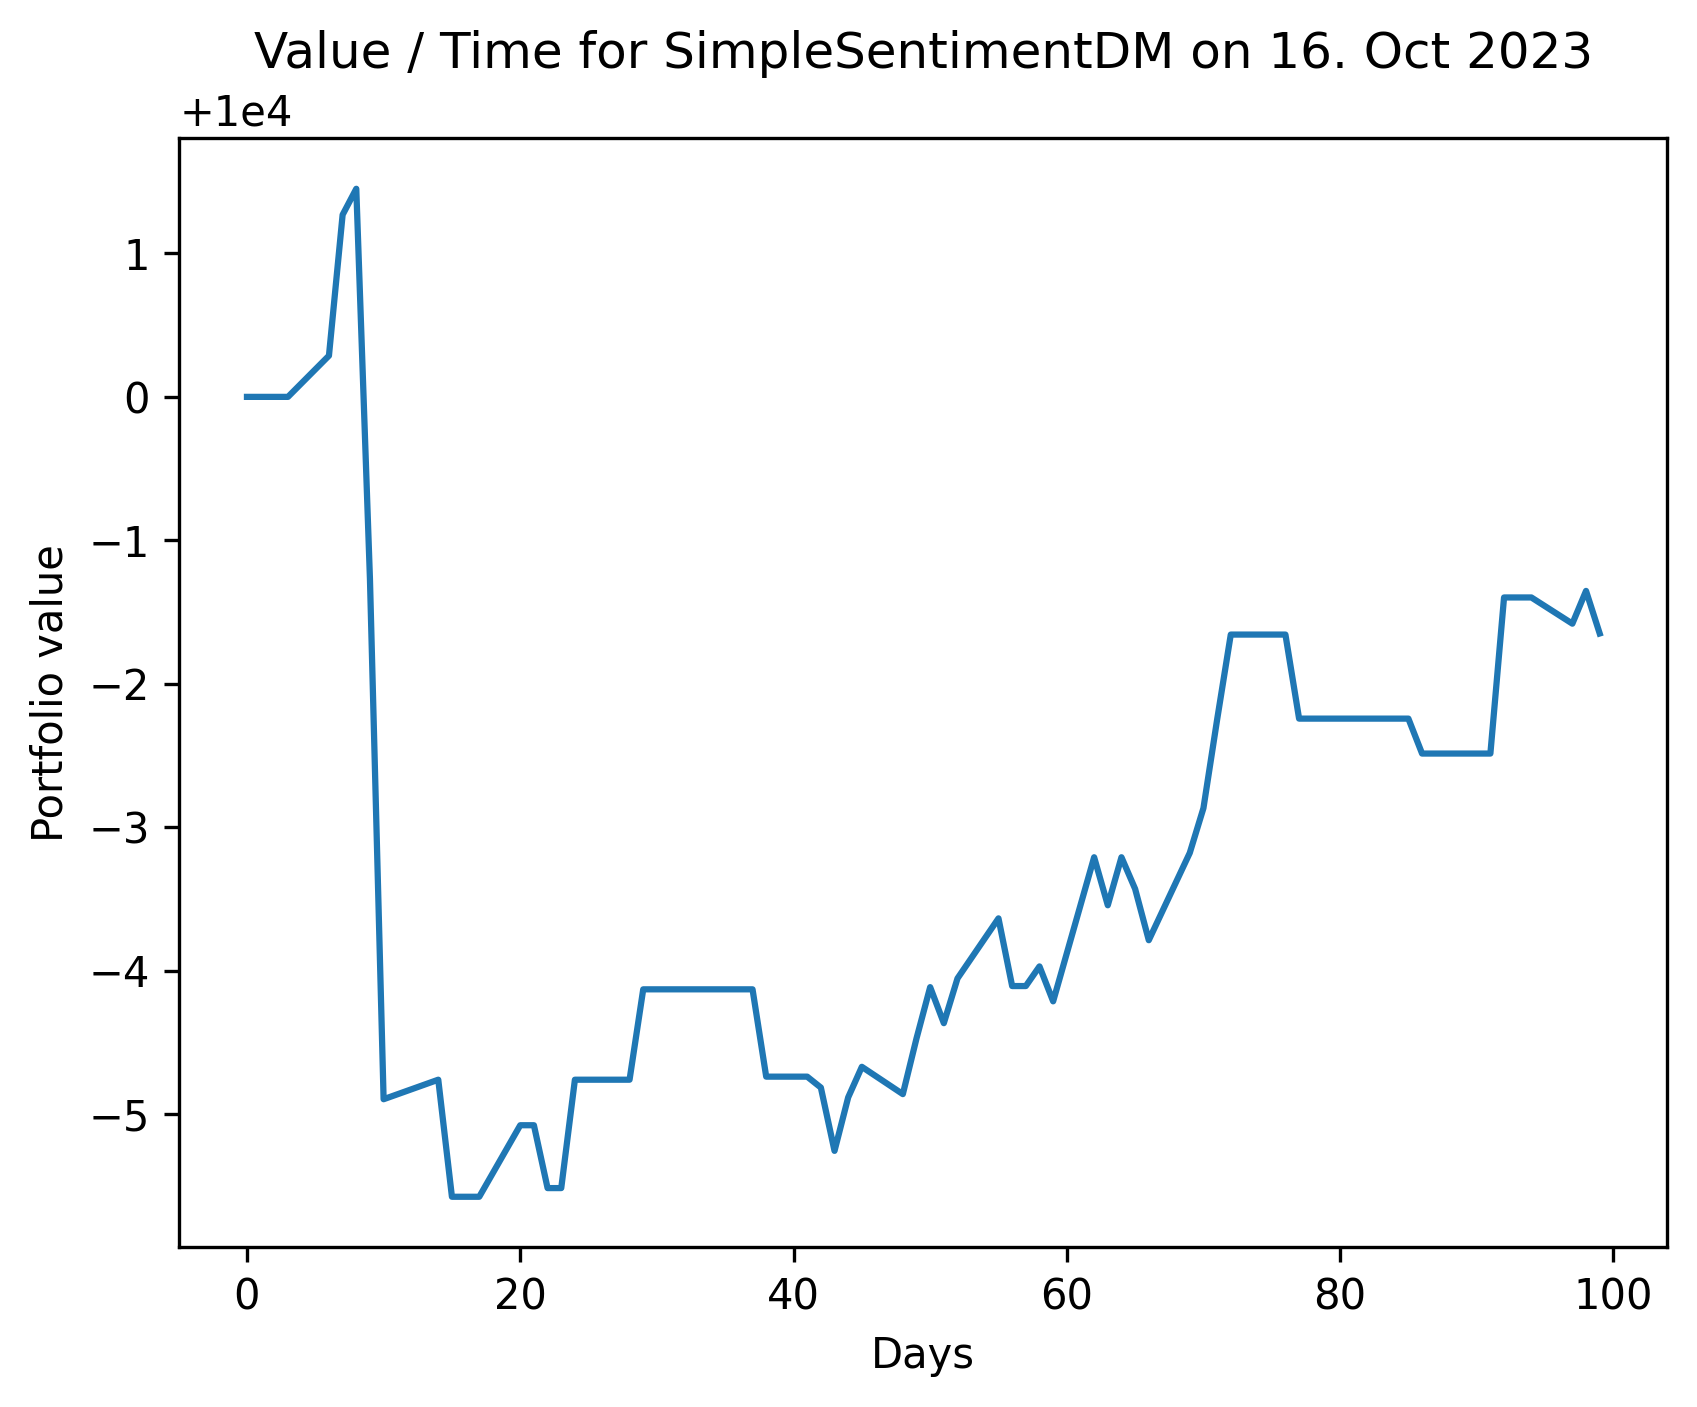 Value / Time for SimpleSentimentDM on 16. Oct 2023
+1e4
1
0
−1
−2
−3
−4
−5
Portfolio value
0 20 40 60 80 100
Days